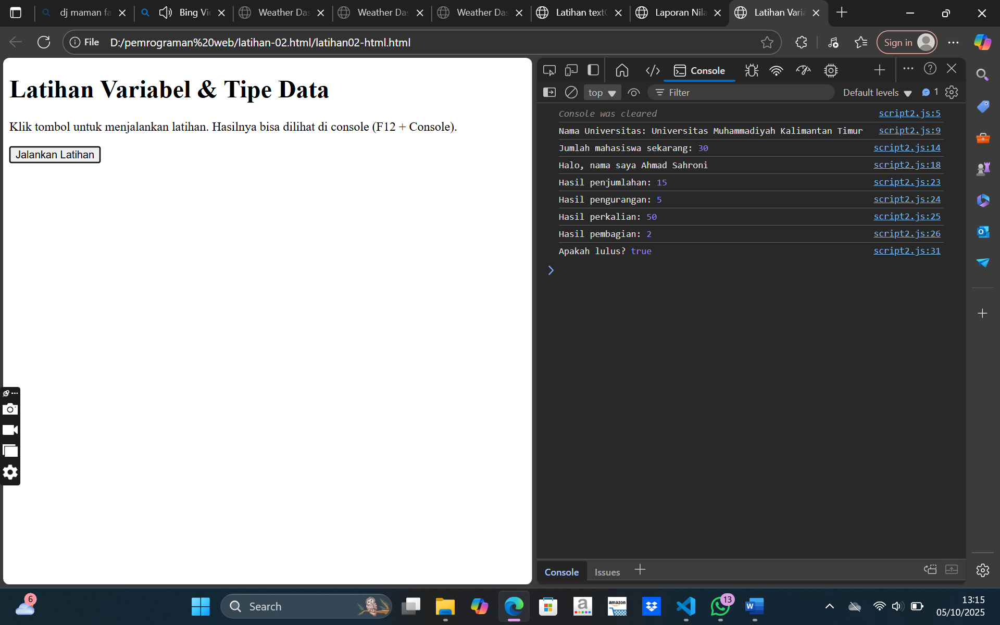 dj maman fa
Bing Vi
Weather Das
Weather Das
Weather Das
Latihan text
Laporan Nila
Latihan Varia
File D:/pemrograman%20web/latihan-02.html/latihan02-html.html
Sign in
Latihan Variabel & Tipe Data
Klik tombol untuk menjalankan latihan. Hasilnya bisa dilihat di console (F12 + Console).
Jalankan Latihan
Console
top
Filter
Default levels
1
Console was cleared script2.js:5
Nama Universitas: Universitas Muhammadiyah Kalimantan Timur script2.js:9
Jumlah mahasiswa sekarang: 30 script2.js:14
Halo, nama saya Ahmad Sahroni script2.js:18
Hasil penjumlahan: 15 script2.js:23
Hasil pengurangan: 5 script2.js:24
Hasil perkalian: 50 script2.js:25
Hasil pembagian: 2 script2.js:26
Apakah lulus? true script2.js:31
Console
Issues
6
Search
a
amazon
W
13
13:15
05/10/2025